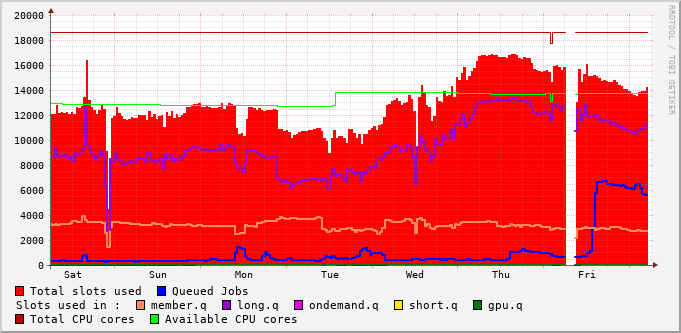 20000
18000
16000
14000
12000
10000
8000
6000
4000
2000
0
Sat Sun Mon Tue Wed Thu Fri
RRDTOOL / TOBI OETIKER
Total slots used Queued Jobs
Slots used in : member.q long.q ondemand.q short.q gpu.q
Total CPU cores Available CPU cores